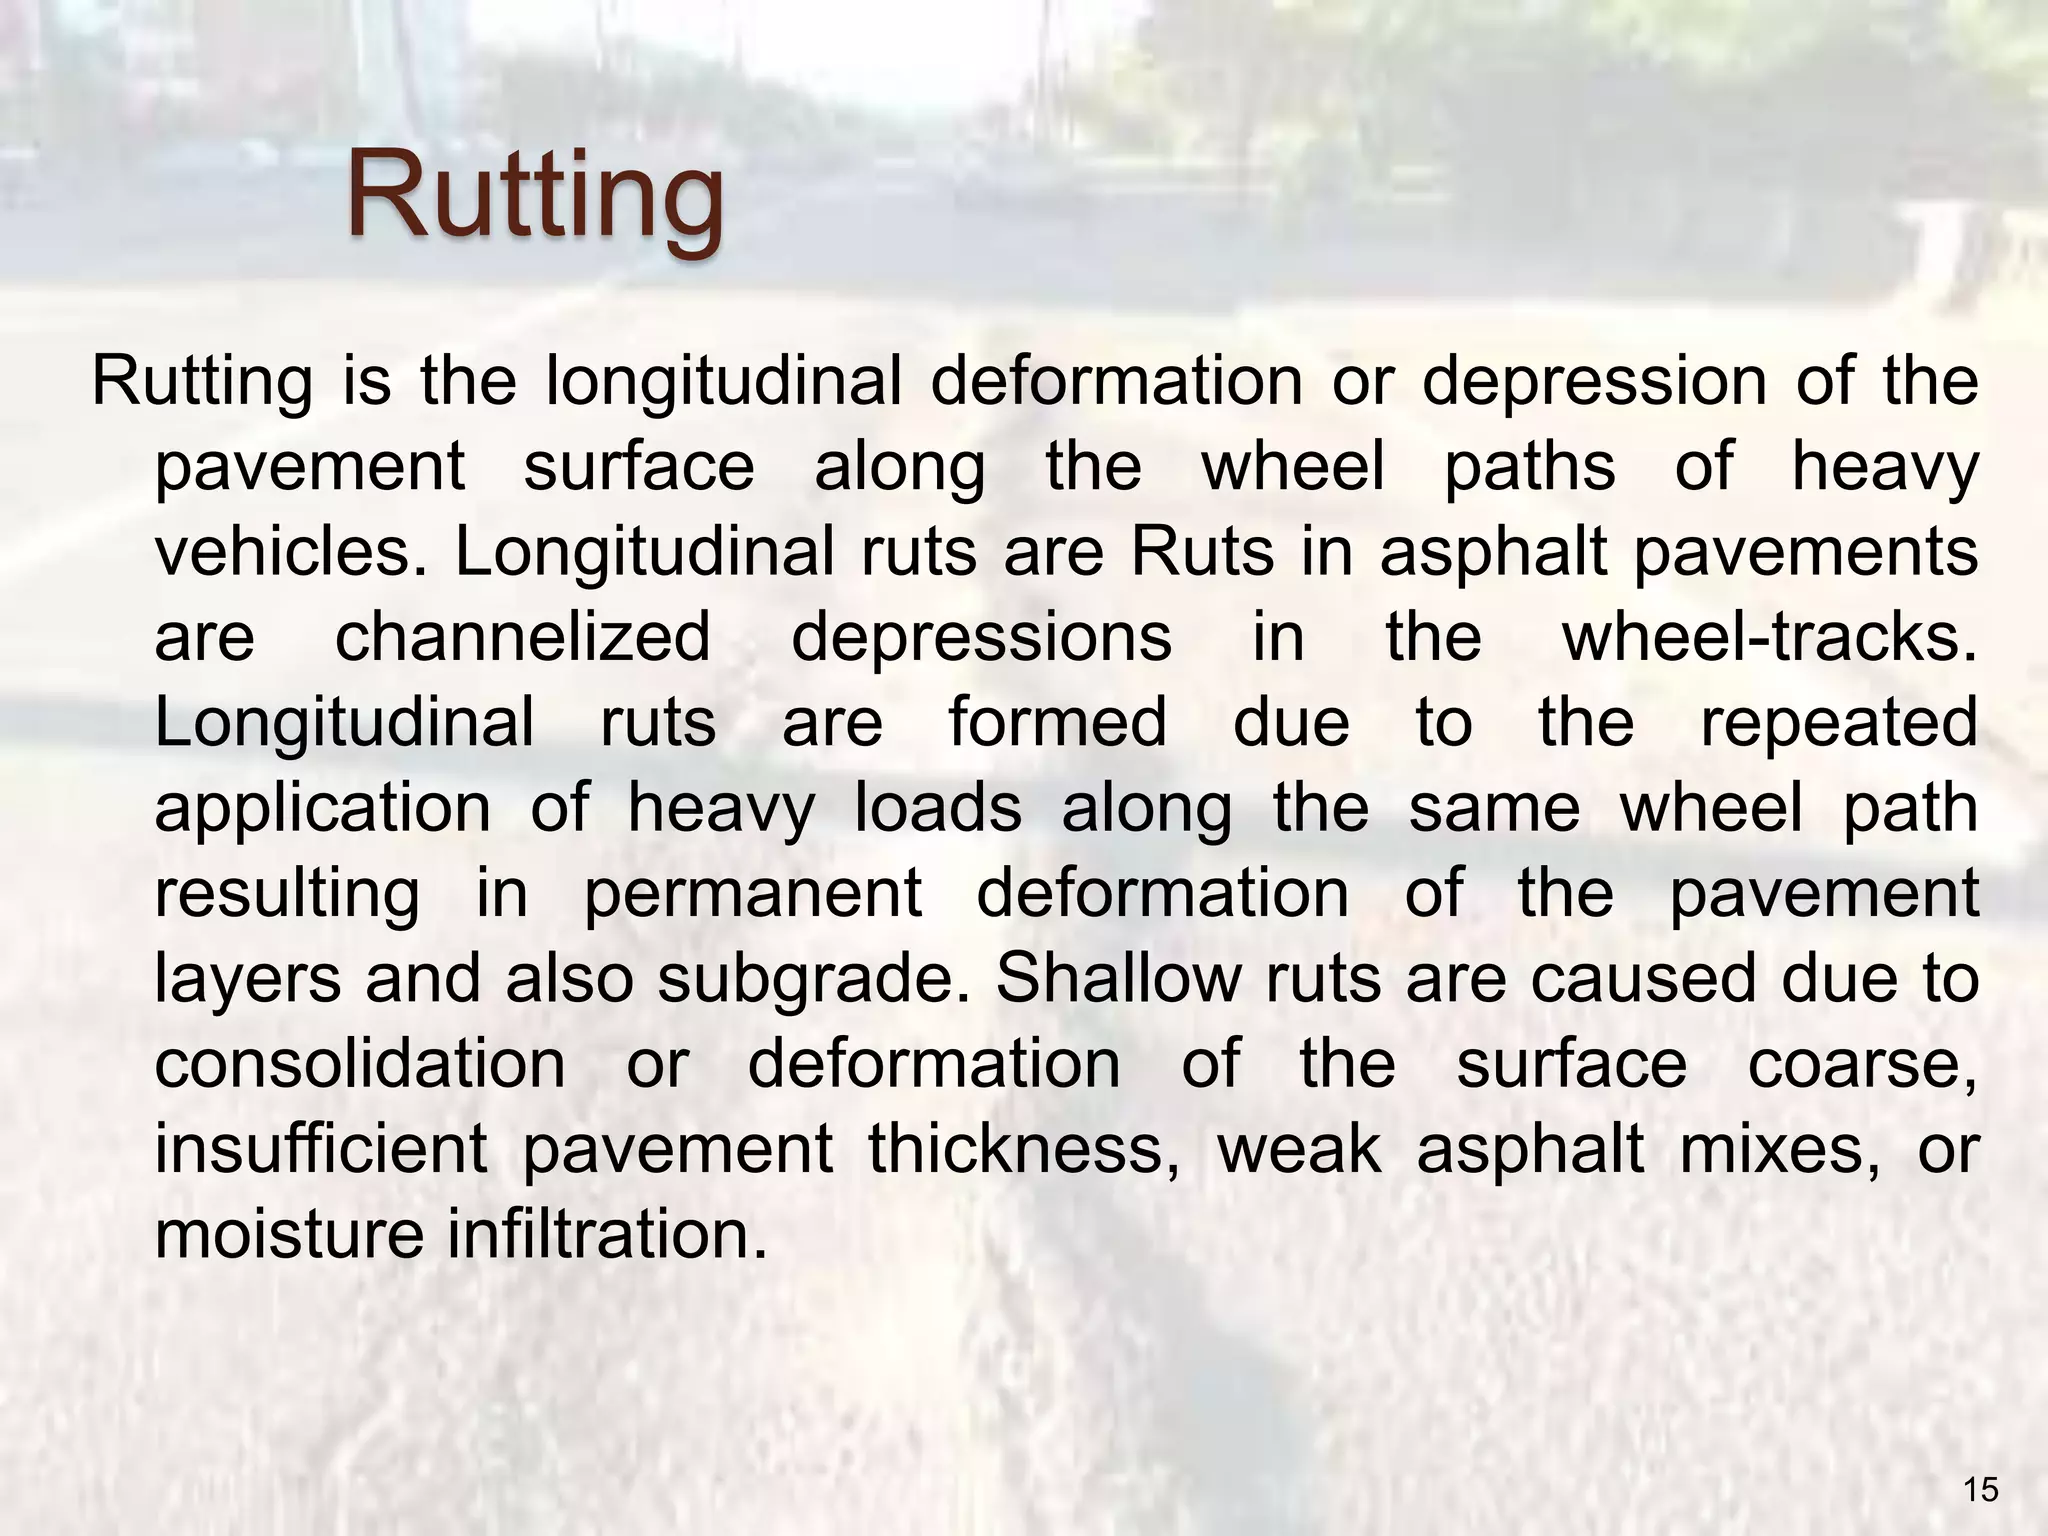 Rutting
Rutting is the longitudinal deformation or depression of the
pavement surface along the wheel paths of heavy
vehicles. Longitudinal ruts are Ruts in asphalt pavements
are channelized depressions in the wheel-tracks.
Longitudinal ruts are formed due to the repeated
application of heavy loads along the same wheel path
resulting in permanent deformation of the pavement
layers and also subgrade. Shallow ruts are caused due to
consolidation or deformation of the surface coarse,
insufficient pavement thickness, weak asphalt mixes, or
moisture infiltration.
15